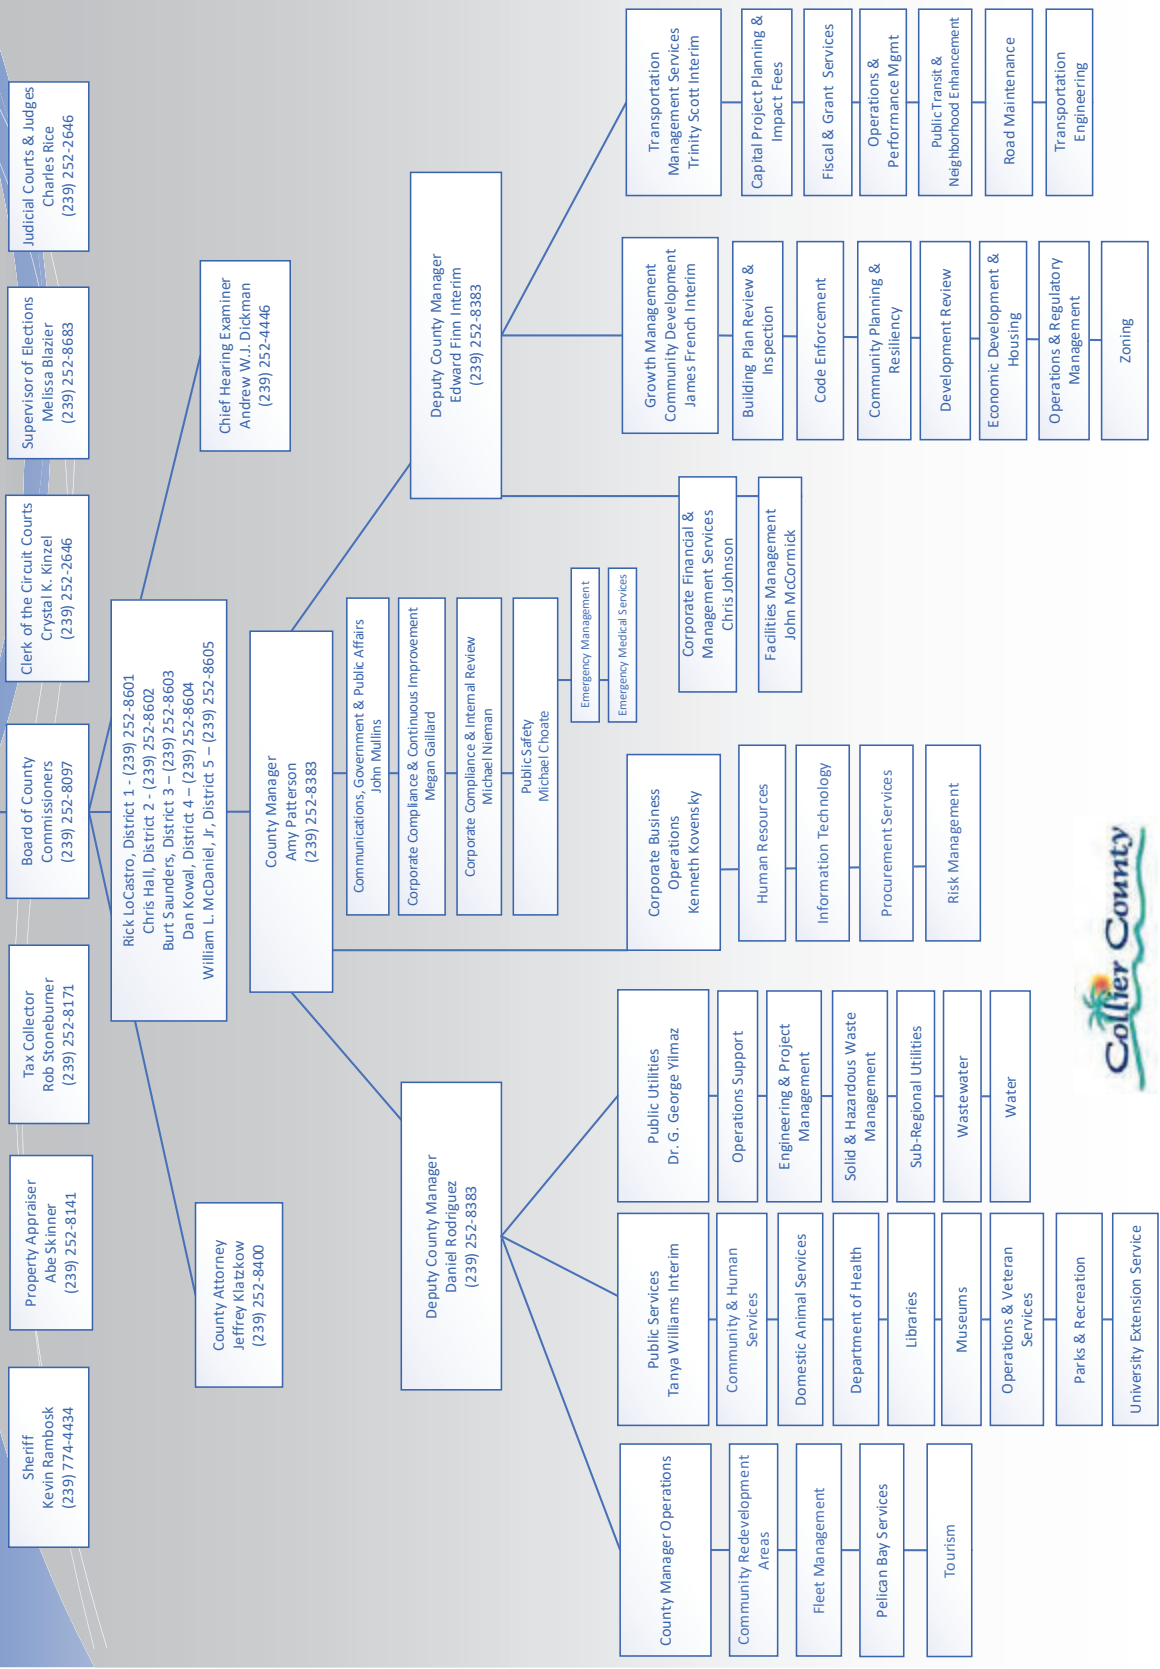 Sheriff
Kevin Rambosk
(239) 774-4434
Property Appraiser
Abe Skinner
(239) 252-8141
Tax Collector
Rob Stoneburner
(239) 252-8171
Board of County
Commissioners
(239) 252-8097
Clerk of the Circuit Courts
Crystal K. Kinzel
(239) 252-2646
Supervisor of Elections
Melissa Blazier
(239) 252-8683
Judicial Courts & Judges
Charles Rice
(239) 252-2646
Rick LoCastro, District 1 - (239) 252-8601
Chris Hall, District 2 - (239) 252-8602
Burt Saunders, District 3 – (239) 252-8603
Dan Kowal, District 4 – (239) 252-8604
William L. McDaniel, Jr, District 5 – (239) 252-8605
County Attorney
Jeffrey Klatzkow
(239) 252-8400
Chief Hearing Examiner
Andrew W.J. Dickman
(239) 252-4446
County Manager
Amy Patterson
(239) 252-8383
Communications, Government & Public Affairs
John Mullins
Corporate Compliance & Continuous Improvement
Megan Gaillard
Corporate Compliance & Internal Review
Michael Nieman
Public Safety
Michael Choate
Emergency Management
Emergency Medical Services
Deputy County Manager
Daniel Rodriguez
(239) 252-8383
Deputy County Manager
Edward Finn Interim
(239) 252-8383
County Manager Operations
Community Redevelopment
Areas
Fleet Management
Pelican Bay Services
Tourism
Public Services
Tanya Williams Interim
Community & Human
Services
Domestic Animal Services
Department of Health
Libraries
Museums
Operations & Veteran
Services
Parks & Recreation
University Extension Service
Public Utilities
Dr. G. George Yilmaz
Operations Support
Engineering & Project
Management
Solid & Hazardous Waste
Management
Sub-Regional Utilities
Wastewater
Water
Corporate Business
Operations
Kenneth Kovensky
Human Resources
Information Technology
Procurement Services
Risk Management
Corporate Financial &
Management Services
Chris Johnson
Facilities Management
John McCormick
Growth Management
Community Development
James French Interim
Building Plan Review &
Inspection
Code Enforcement
Community Planning &
Resiliency
Development Review
Economic Development &
Housing
Operations & Regulatory
Management
Zoning
Transportation
Management Services
Trinity Scott Interim
Capital Project Planning &
Impact Fees
Fiscal & Grant Services
Operations &
Performance Mgmt
Public Transit &
Neighborhood Enhancement
Road Maintenance
Transportation
Engineering
Collier County